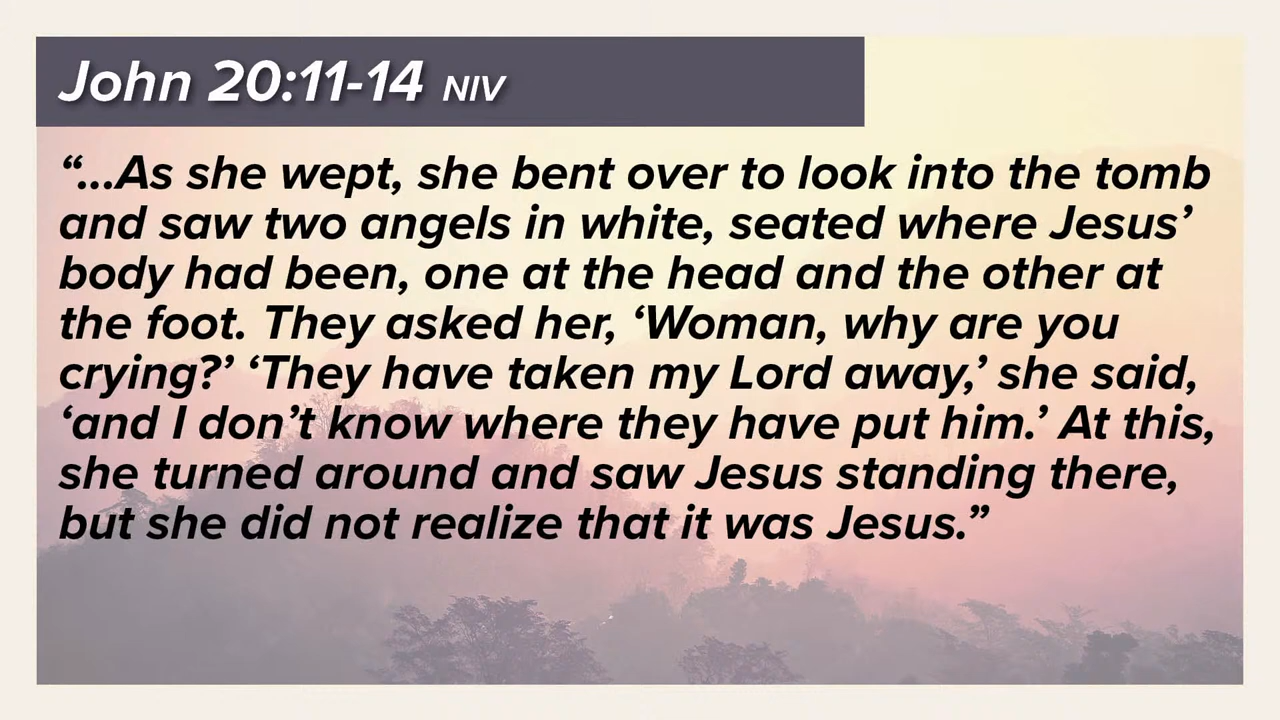 John 20:11-14 NIV
“...As she wept, she bent over to look into the tomb
and saw two angels in white, seated where Jesus’
body had been, one at the head and the other at
the foot. They asked her, ‘Woman, why are you
crying?’ ‘They have taken my Lord away,’ she said,
‘and I don’t know where they have put him.’ At this,
she turned around and saw Jesus standing there,
but she did not realize that it was Jesus.”